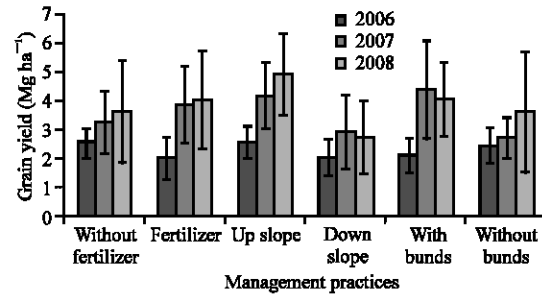 7
6
5
4
3
2
1
0
Grain yield (Mg ha⁻¹)
2006
2007
2008
Without fertilizer
Fertilizer
Up slope
Down slope
With bunds
Without bunds
Management practices